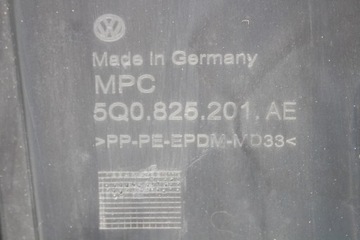 Made In Germany
MPC
5Q0.825.201.AE
>PP-PE-EPDM-MD33<